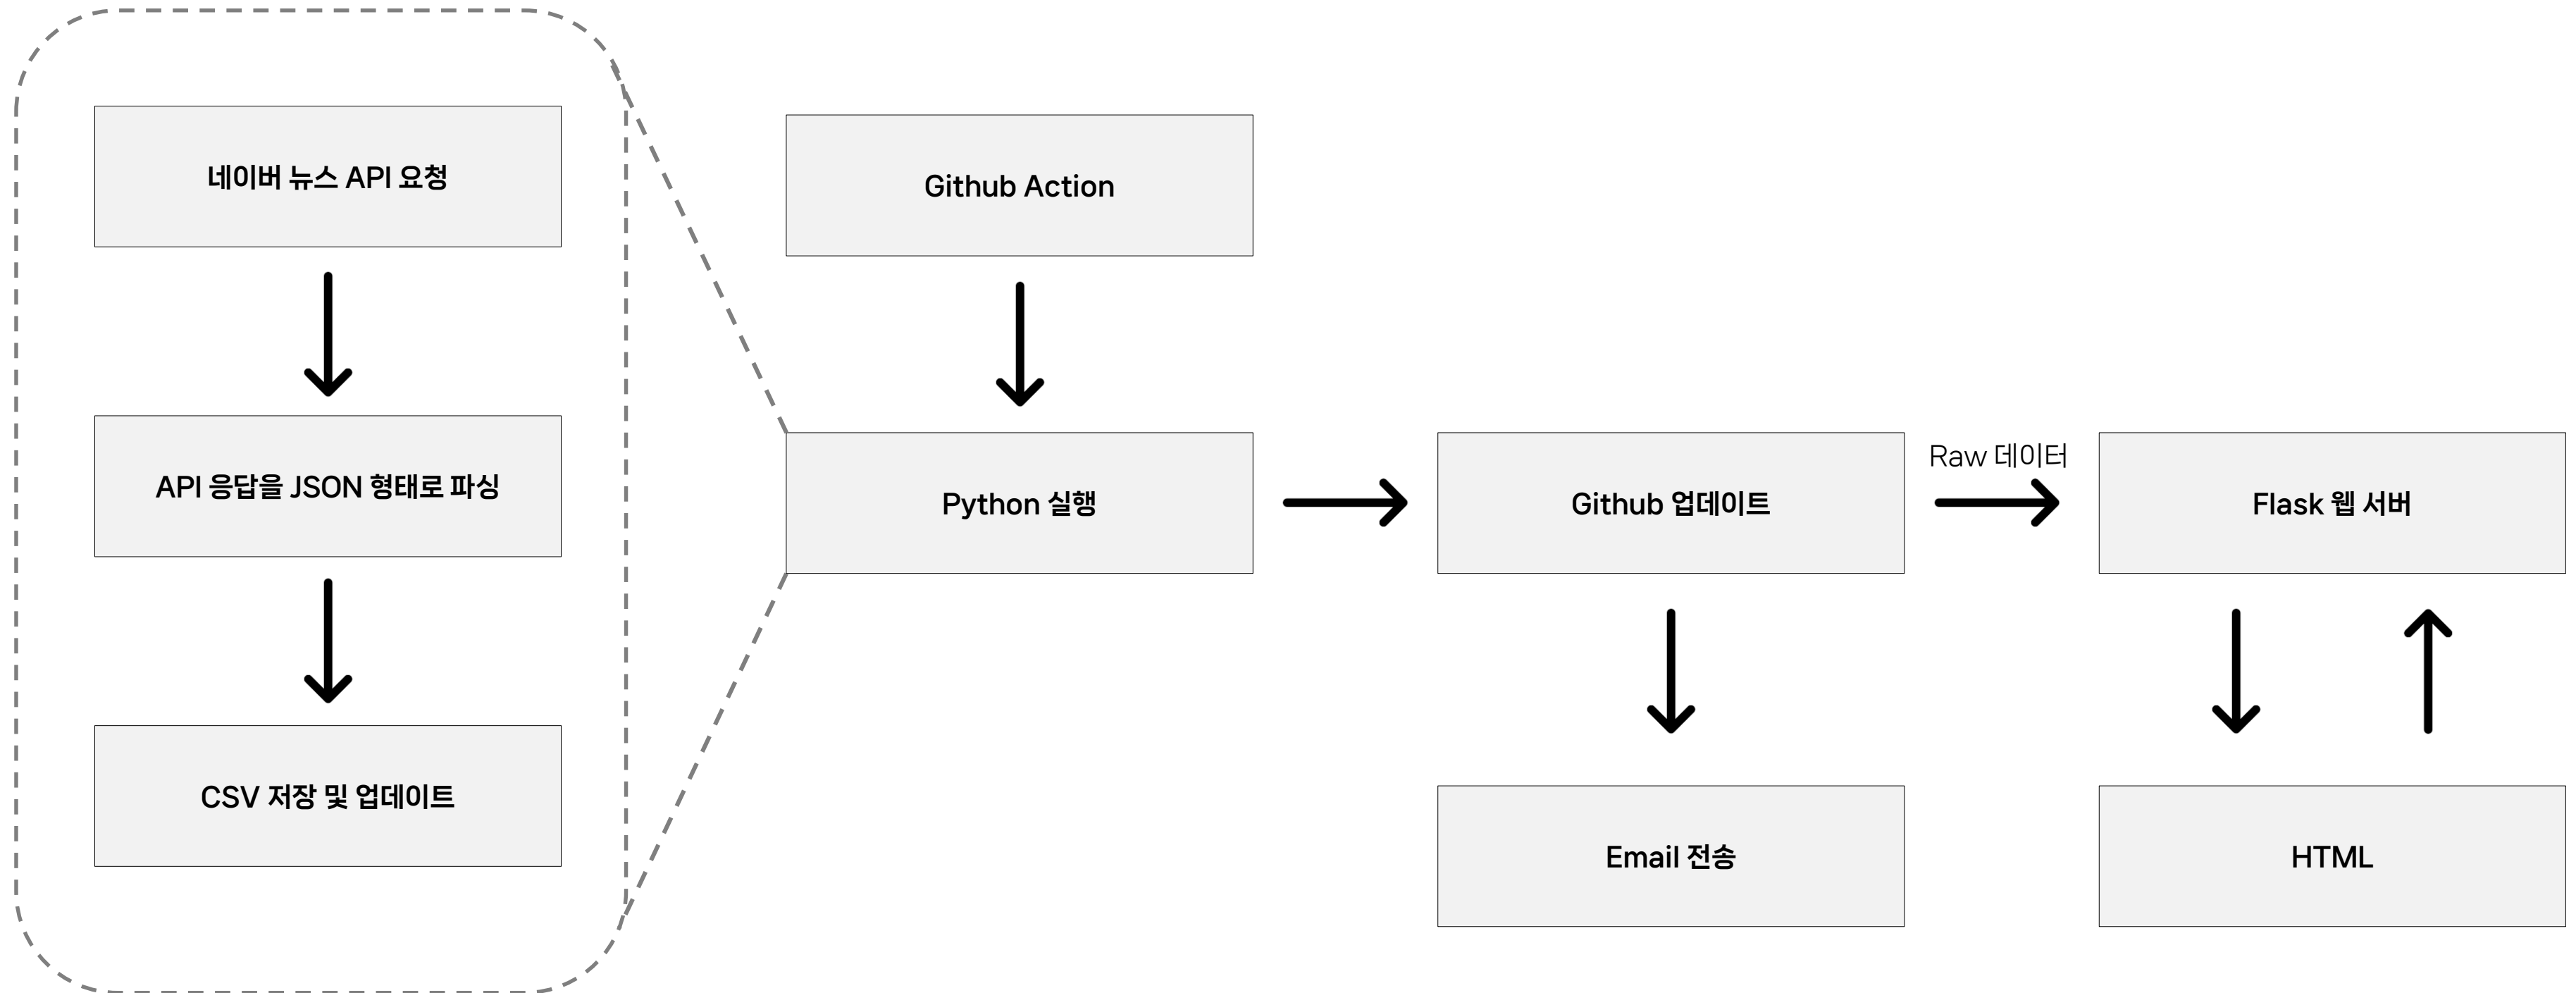 네이버 뉴스 API 요청
API 응답을 JSON 형태로 파싱
CSV 저장 및 업데이트
Github Action
Python 실행
Github 업데이트
Raw 데이터
Flask 웹 서버
Email 전송
HTML